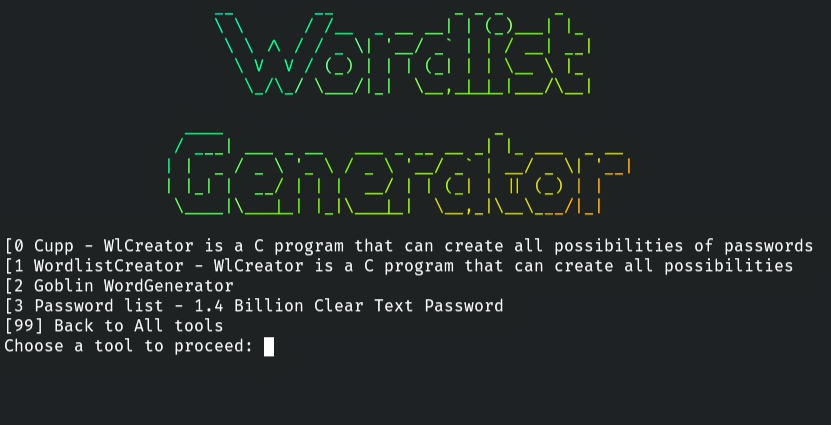 Wordlist
Generator
[0 Cupp - WlCreator is a C program that can create all possibilities of passwords
[1 WordlistCreator - WlCreator is a C program that can create all possibilities
[2 Goblin WordGenerator
[3 Password list - 1.4 Billion Clear Text Password
[99] Back to All tools
Choose a tool to proceed: